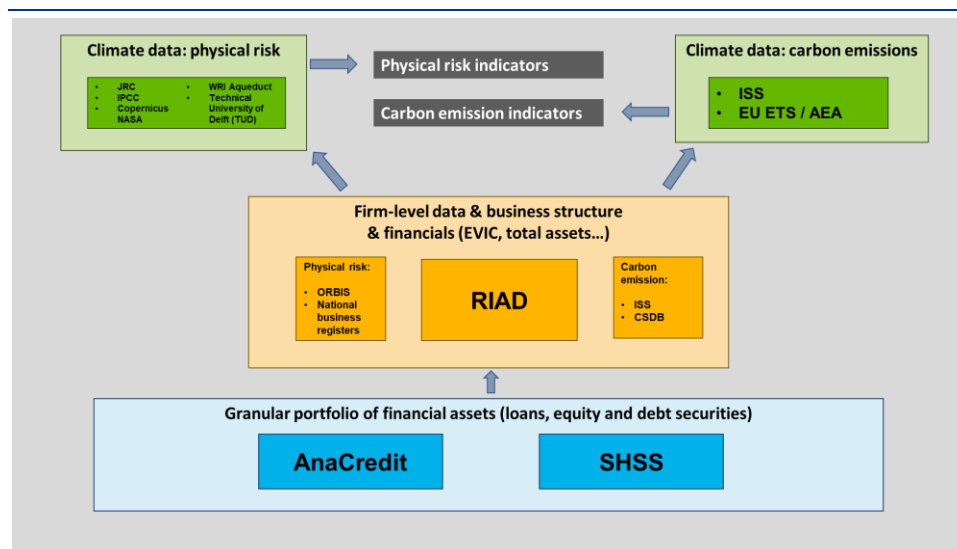 Climate data: physical risk
• JRC
• IPCC
• Copernicus
NASA
• WRI Aqueduct
• Technical
University of
Delft (TUD)
Physical risk indicators
Carbon emission indicators
Climate data: carbon emissions
• ISS
• EU ETS / AEA
Firm-level data & business structure
& financials (EVIC, total assets...)
Physical risk:
• ORBIS
• National
business
registers
RIAD
Carbon
emission:
• ISS
• CSDB
Granular portfolio of financial assets (loans, equity and debt securities)
AnaCredit
SHSS